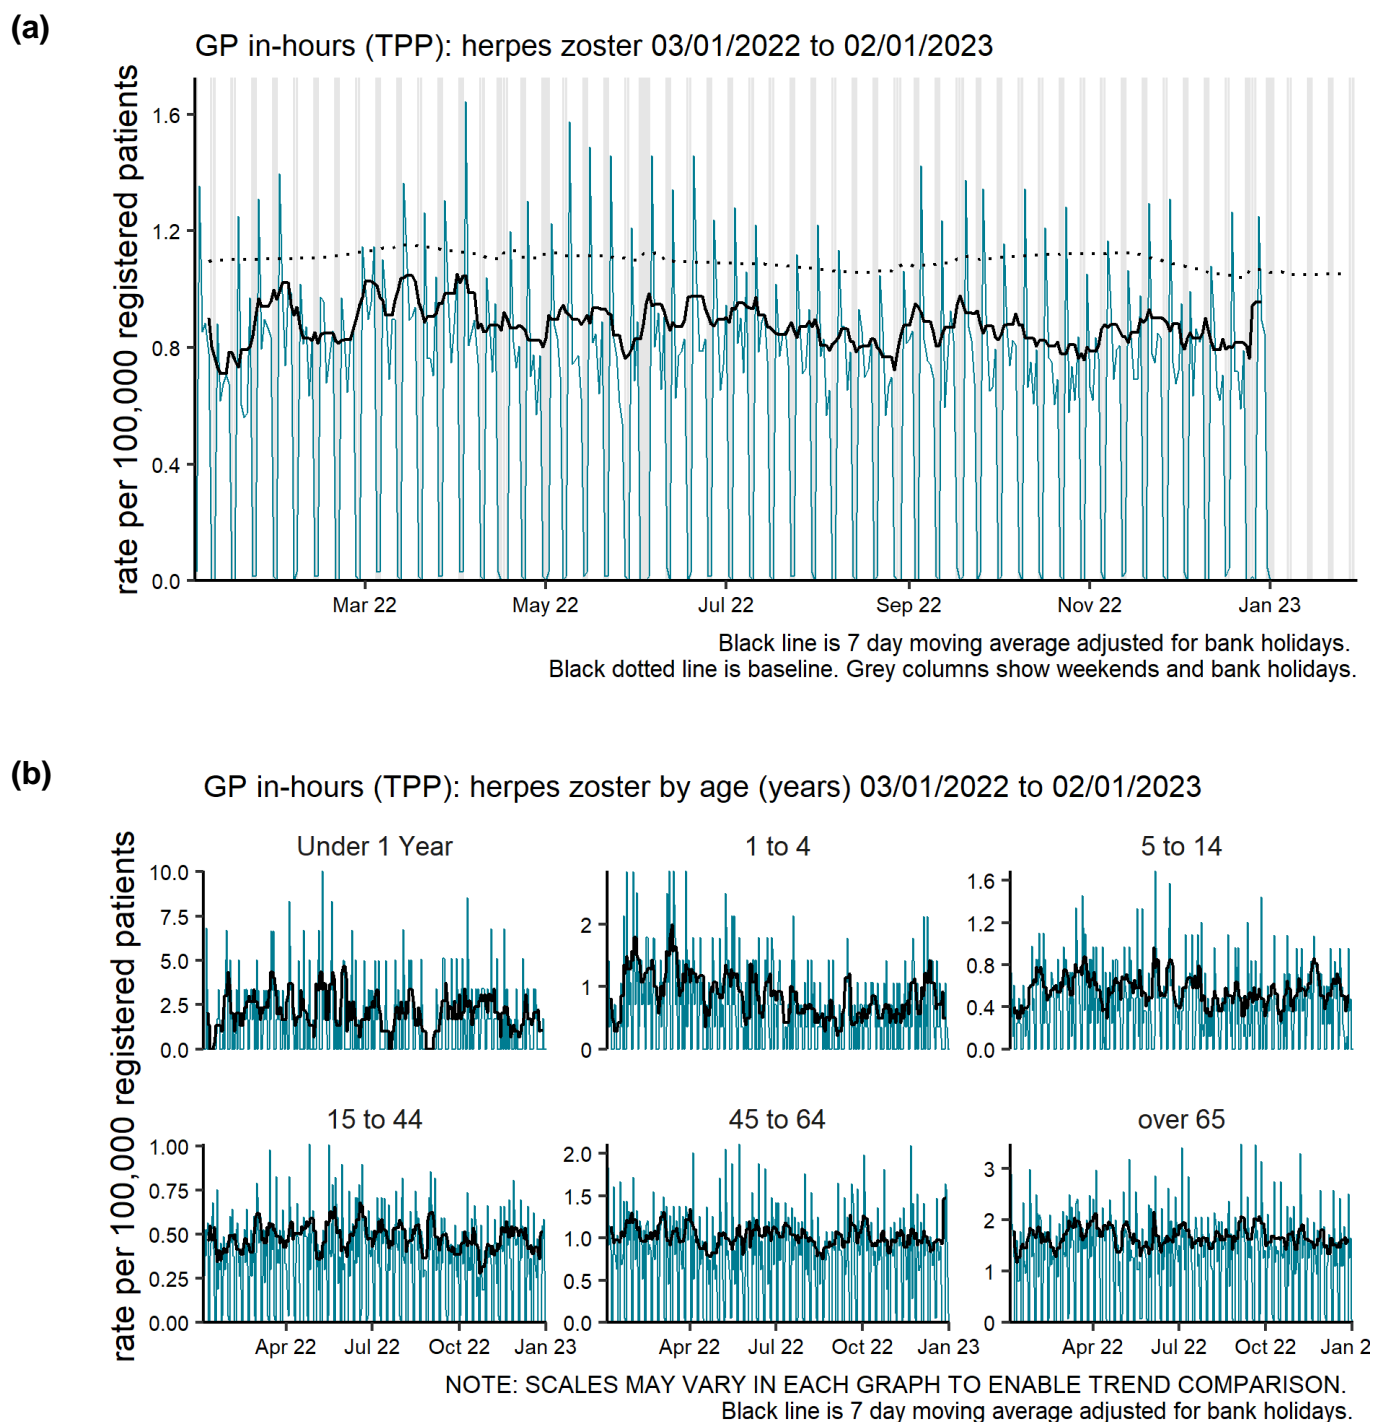 (a)
GP in-hours (TPP): herpes zoster 03/01/2022 to 02/01/2023
rate per 100,000 registered patients
1.6
1.2
0.8
0.4
0.0
Mar 22 May 22 Jul 22 Sep 22 Nov 22 Jan 23
Black line is 7 day moving average adjusted for bank holidays.
Black dotted line is baseline. Grey columns show weekends and bank holidays.
(b)
GP in-hours (TPP): herpes zoster by age (years) 03/01/2022 to 02/01/2023
rate per 100,000 registered patients
Under 1 Year
10.0
7.5
5.0
2.5
0.0
1 to 4
2
1
0
5 to 14
1.6
1.2
0.8
0.4
0.0
15 to 44
1.00
0.75
0.50
0.25
0.00
Apr 22 Jul 22 Oct 22 Jan 23
45 to 64
2.0
1.5
1.0
0.5
0.0
Apr 22 Jul 22 Oct 22 Jan 23
over 65
3
2
1
0
Apr 22 Jul 22 Oct 22 Jan 2
NOTE: SCALES MAY VARY IN EACH GRAPH TO ENABLE TREND COMPARISON.
Black line is 7 day moving average adjusted for bank holidays.